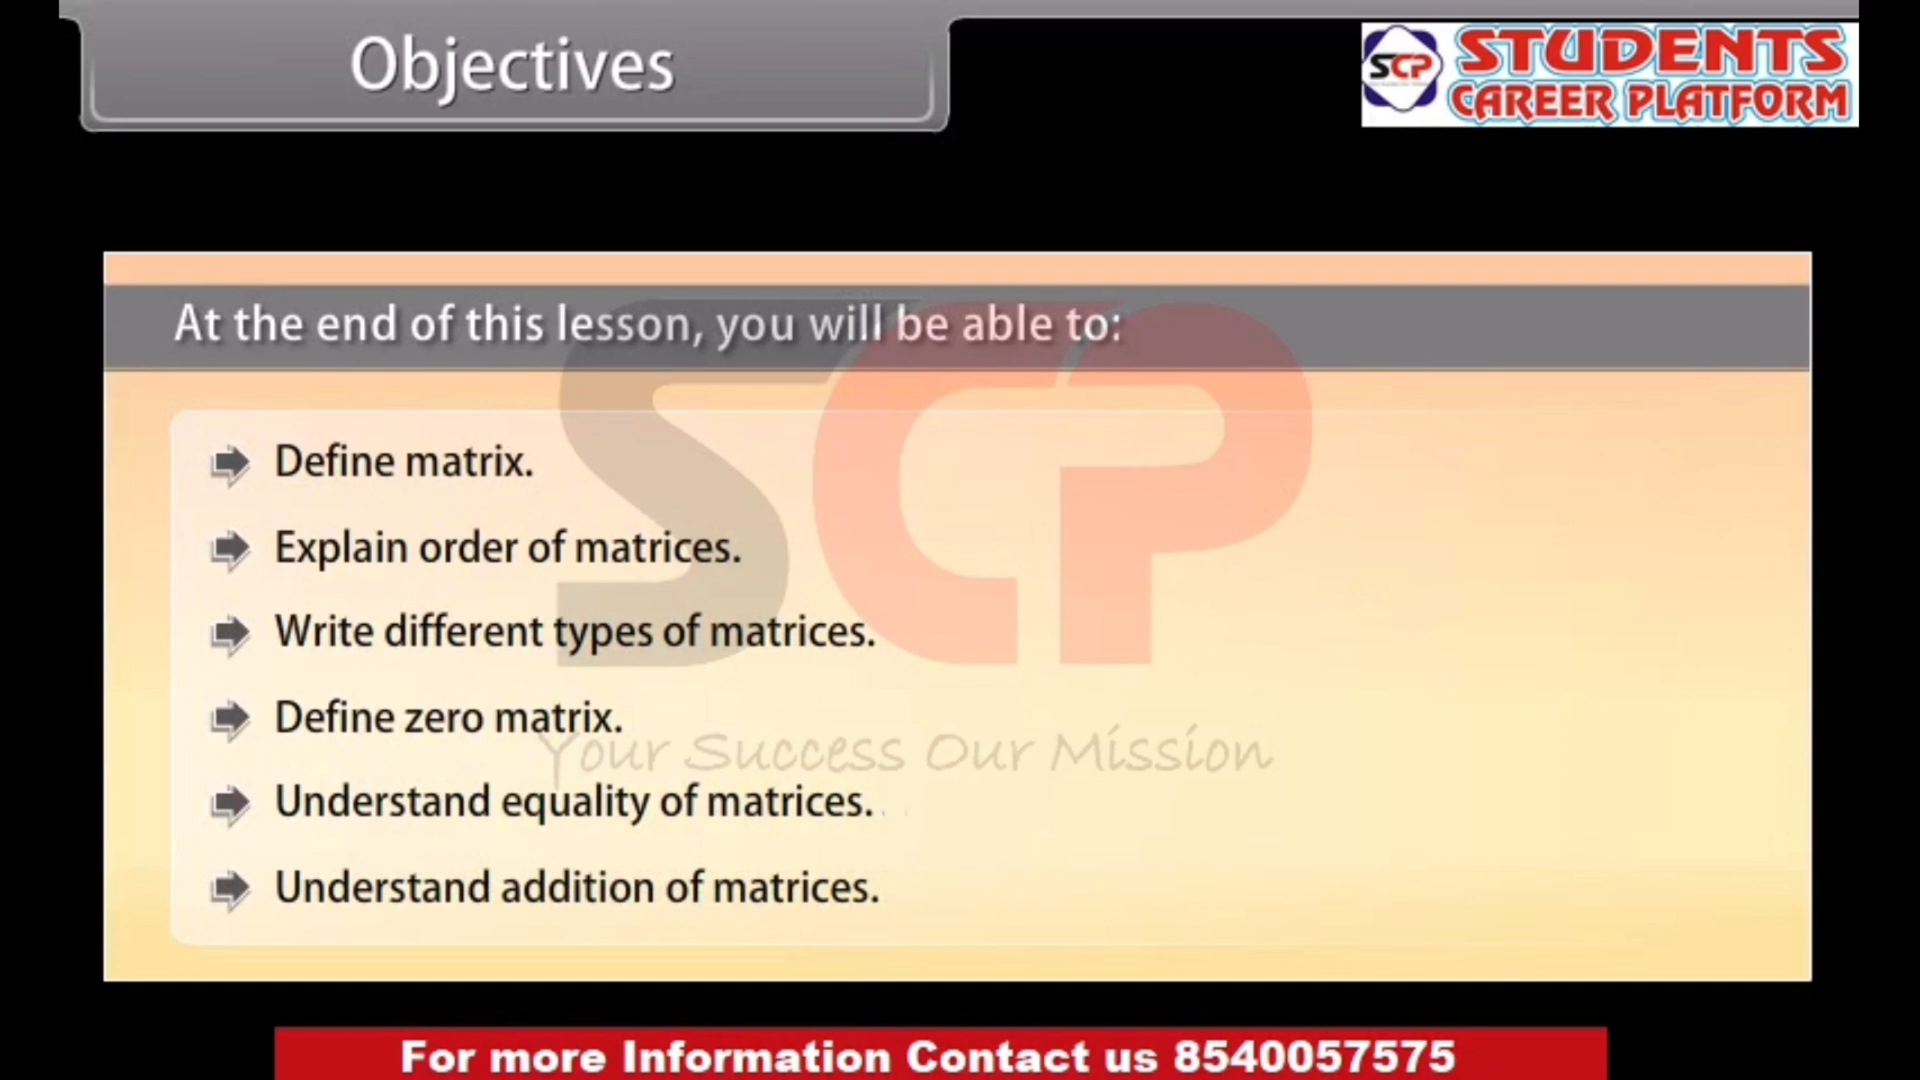 Objectives
SCP STUDENTS
CAREER PLATFORM
At the end of this lesson, you will be able to:
SCP
Define matrix.
Explain order of matrices.
Write different types of matrices.
Define zero matrix.
Your Success Our Mission
Understand equality of matrices.
Understand addition of matrices.
For more Information Contact us 8540057575